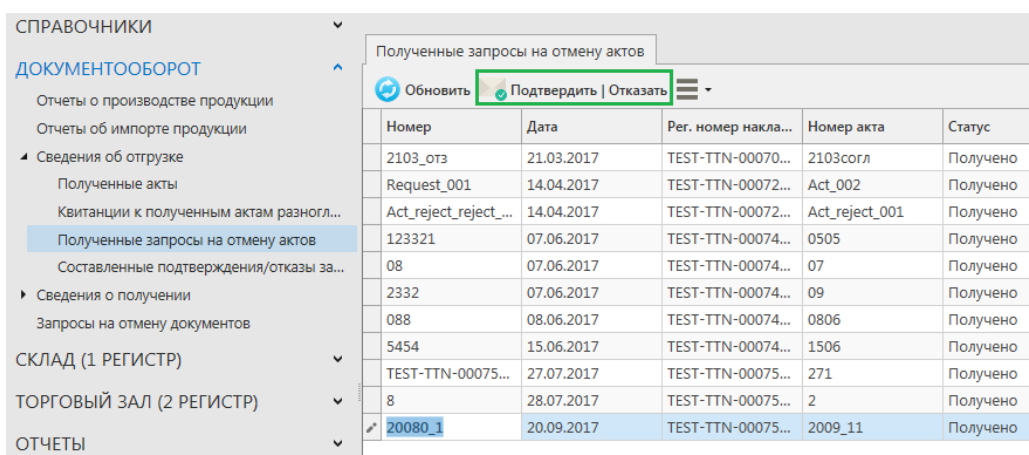 СПРАВОЧНИКИ
ДОКУМЕНТООБОРОТ
Отчеты о производстве продукции
Отчеты об импорте продукции
Сведения об отгрузке
Полученные акты
Квитанции к полученным актам разногл...
Полученные запросы на отмену актов
Составленные подтверждения/отказы за...
Сведения о получении
Запросы на отмену документов
СКЛАД (1 РЕГИСТР)
ТОРГОВЫЙ ЗАЛ (2 РЕГИСТР)
ОТЧЕТЫ
Полученные запросы на отмену актов
Обновить Подтвердить | Отказать
Номер Дата Рег. номер накла... Номер акта Статус
2103_отз 21.03.2017 TEST-TTN-00070... 2103согл Получено
Request_001 14.04.2017 TEST-TTN-00072... Act_002 Получено
Act_reject_reject_... 14.04.2017 TEST-TTN-00072... Act_reject_001 Получено
123321 07.06.2017 TEST-TTN-00074... 0505 Получено
08 07.06.2017 TEST-TTN-00074... 07 Получено
2332 07.06.2017 TEST-TTN-00074... 09 Получено
088 08.06.2017 TEST-TTN-00074... 0806 Получено
5454 15.06.2017 TEST-TTN-00074... 1506 Получено
TEST-TTN-00075... 27.07.2017 TEST-TTN-00075... 271 Получено
8 28.07.2017 TEST-TTN-00075... 2 Получено
20080_1 20.09.2017 TEST-TTN-00075... 2009_11 Получено